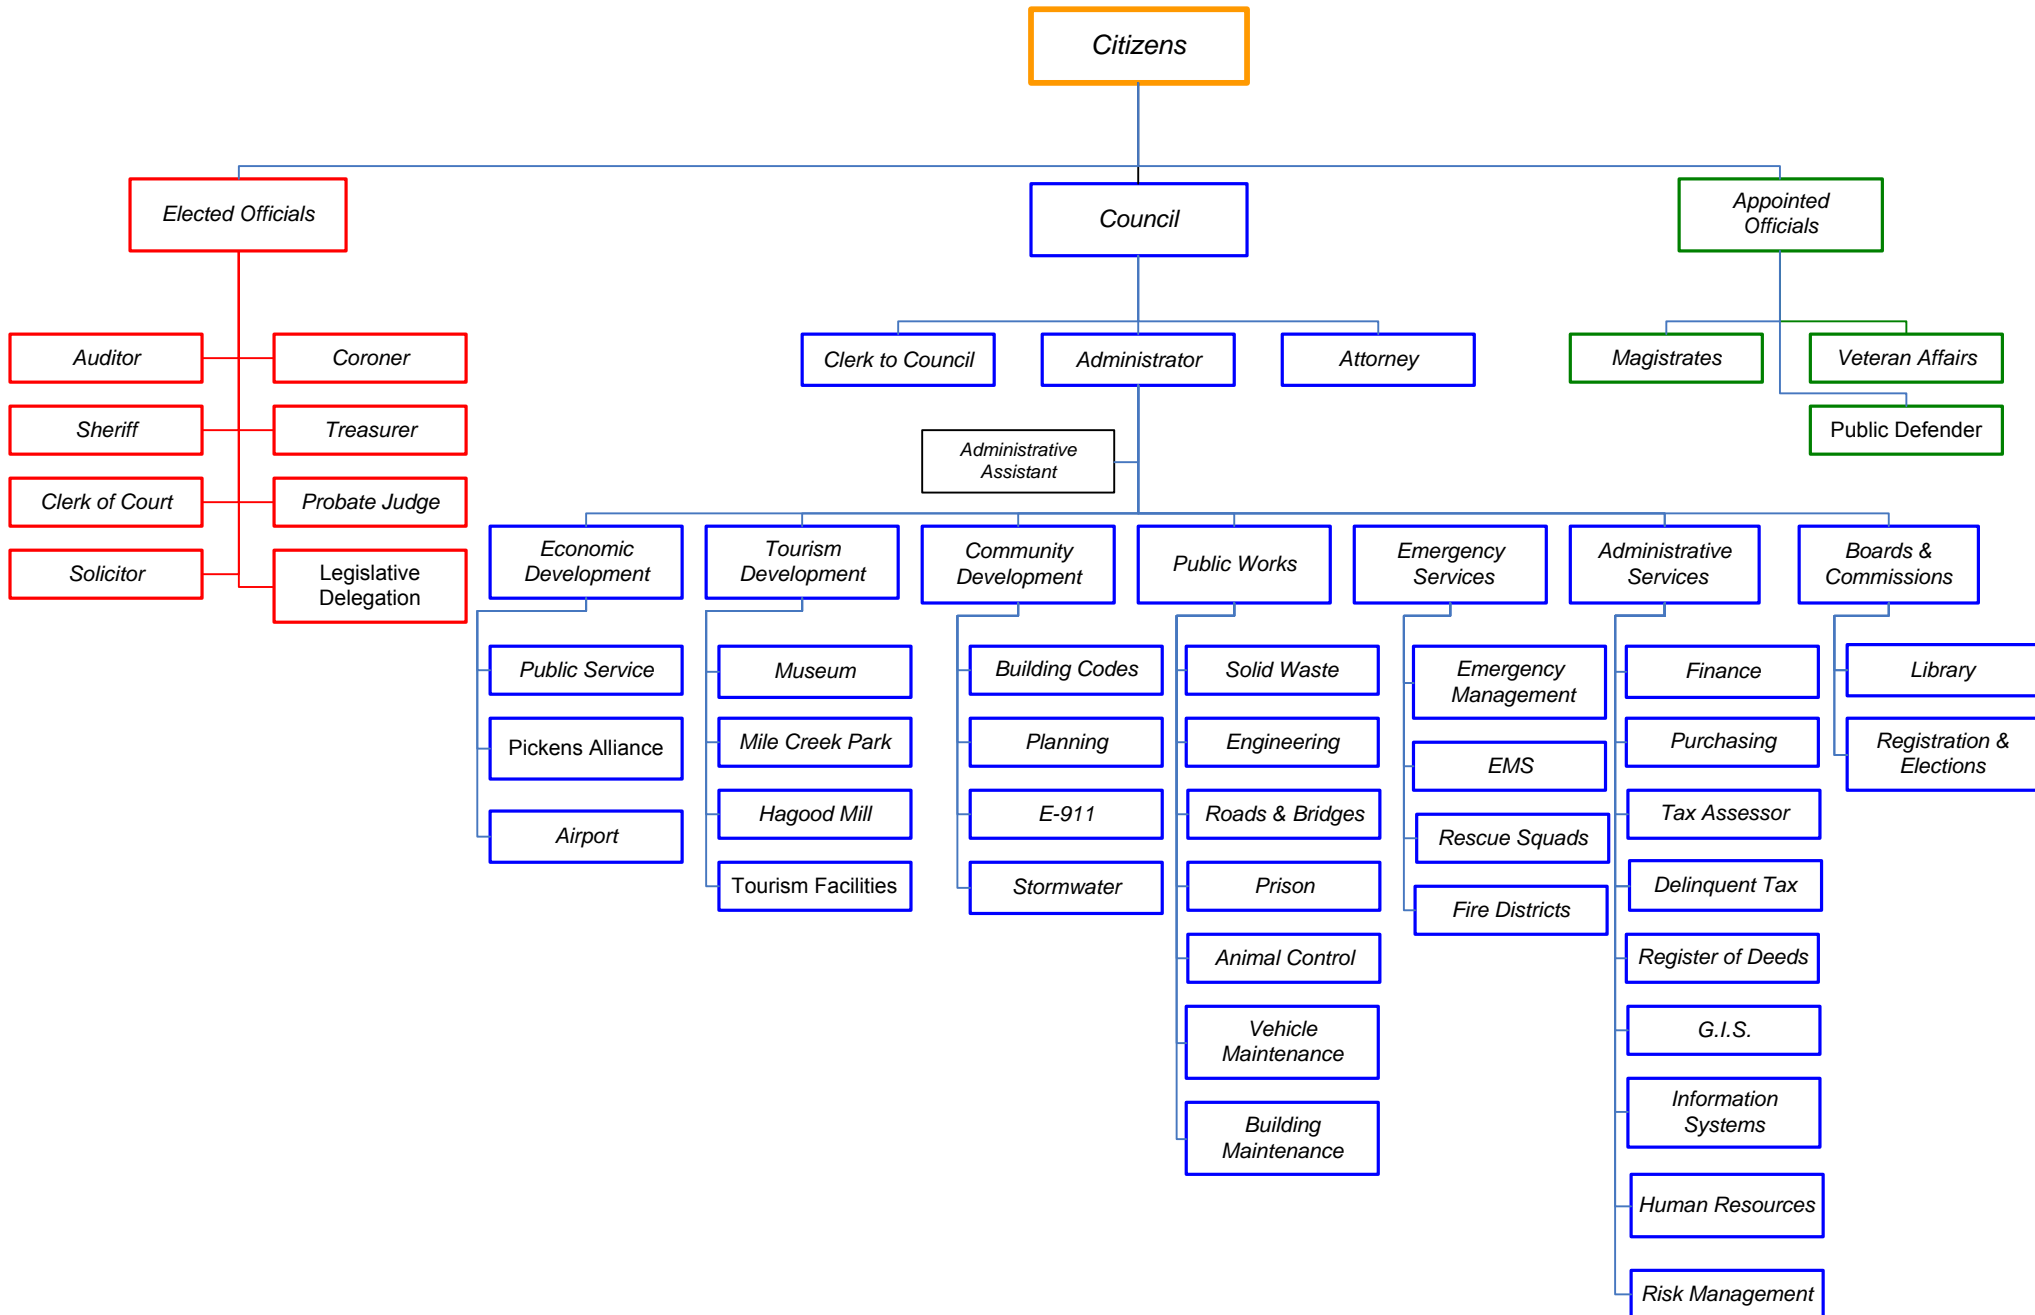 Citizens
Elected Officials
Council
Appointed
Officials
Auditor
Coroner
Sheriff
Treasurer
Clerk of Court
Probate Judge
Solicitor
Legislative
Delegation
Clerk to Council
Administrator
Attorney
Magistrates
Veteran Affairs
Public Defender
Administrative
Assistant
Economic
Development
Tourism
Development
Community
Development
Public Works
Emergency
Services
Administrative
Services
Boards &
Commissions
Public Service
Pickens Alliance
Airport
Museum
Mile Creek Park
Hagood Mill
Tourism Facilities
Building Codes
Planning
E-911
Stormwater
Solid Waste
Engineering
Roads & Bridges
Prison
Animal Control
Vehicle
Maintenance
Building
Maintenance
Emergency
Management
EMS
Rescue Squads
Fire Districts
Finance
Purchasing
Tax Assessor
Delinquent Tax
Register of Deeds
G.I.S.
Information
Systems
Human Resources
Risk Management
Library
Registration &
Elections